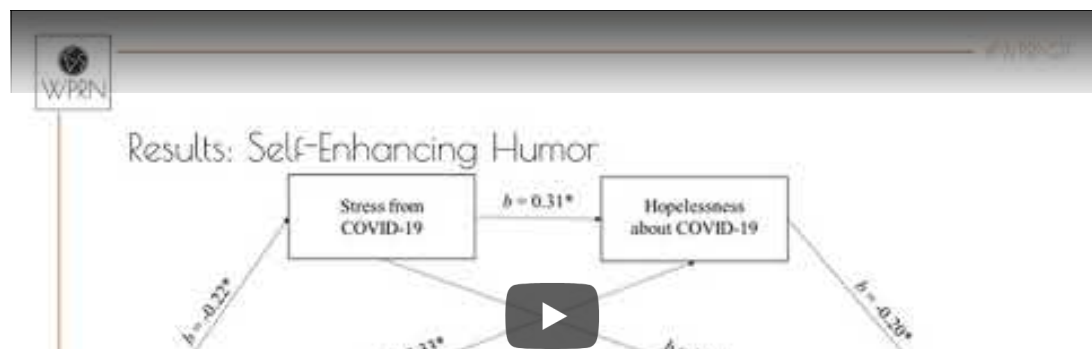 WPRN
Results: Self-Enhancing Humor
Stress from
COVID-19
b = 0.31*
Hopelessness
about COVID-19
b = -0.22*
b = -0.20*